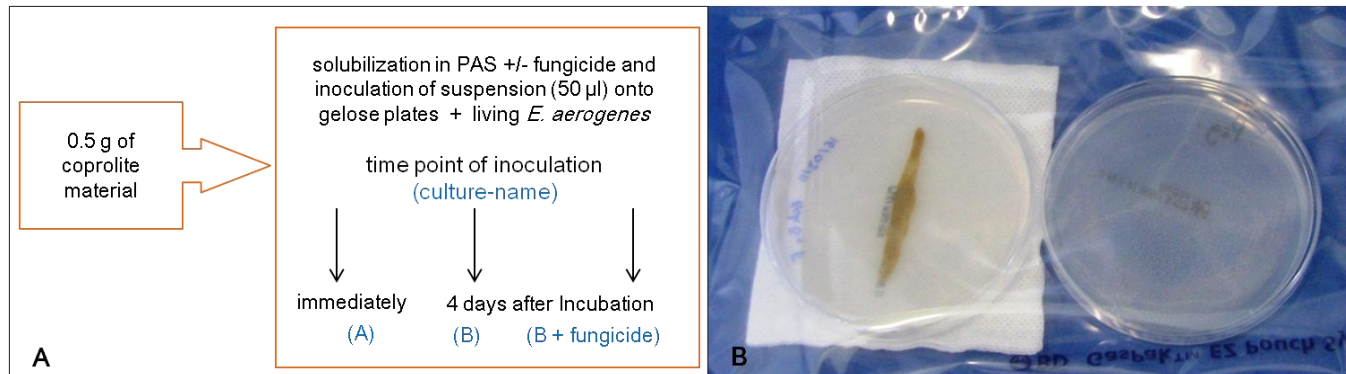 0.5 g of
coprolite
material
solubilization in PAS +/- fungicide and
inoculation of suspension (50 µl) onto
gelose plates + living E. aerogenes
time point of inoculation
(culture-name)
immediately
4 days after Incubation
(A)
(B)
(B + fungicide)
A
B
BD GasPak™ EZ Pouch Sy